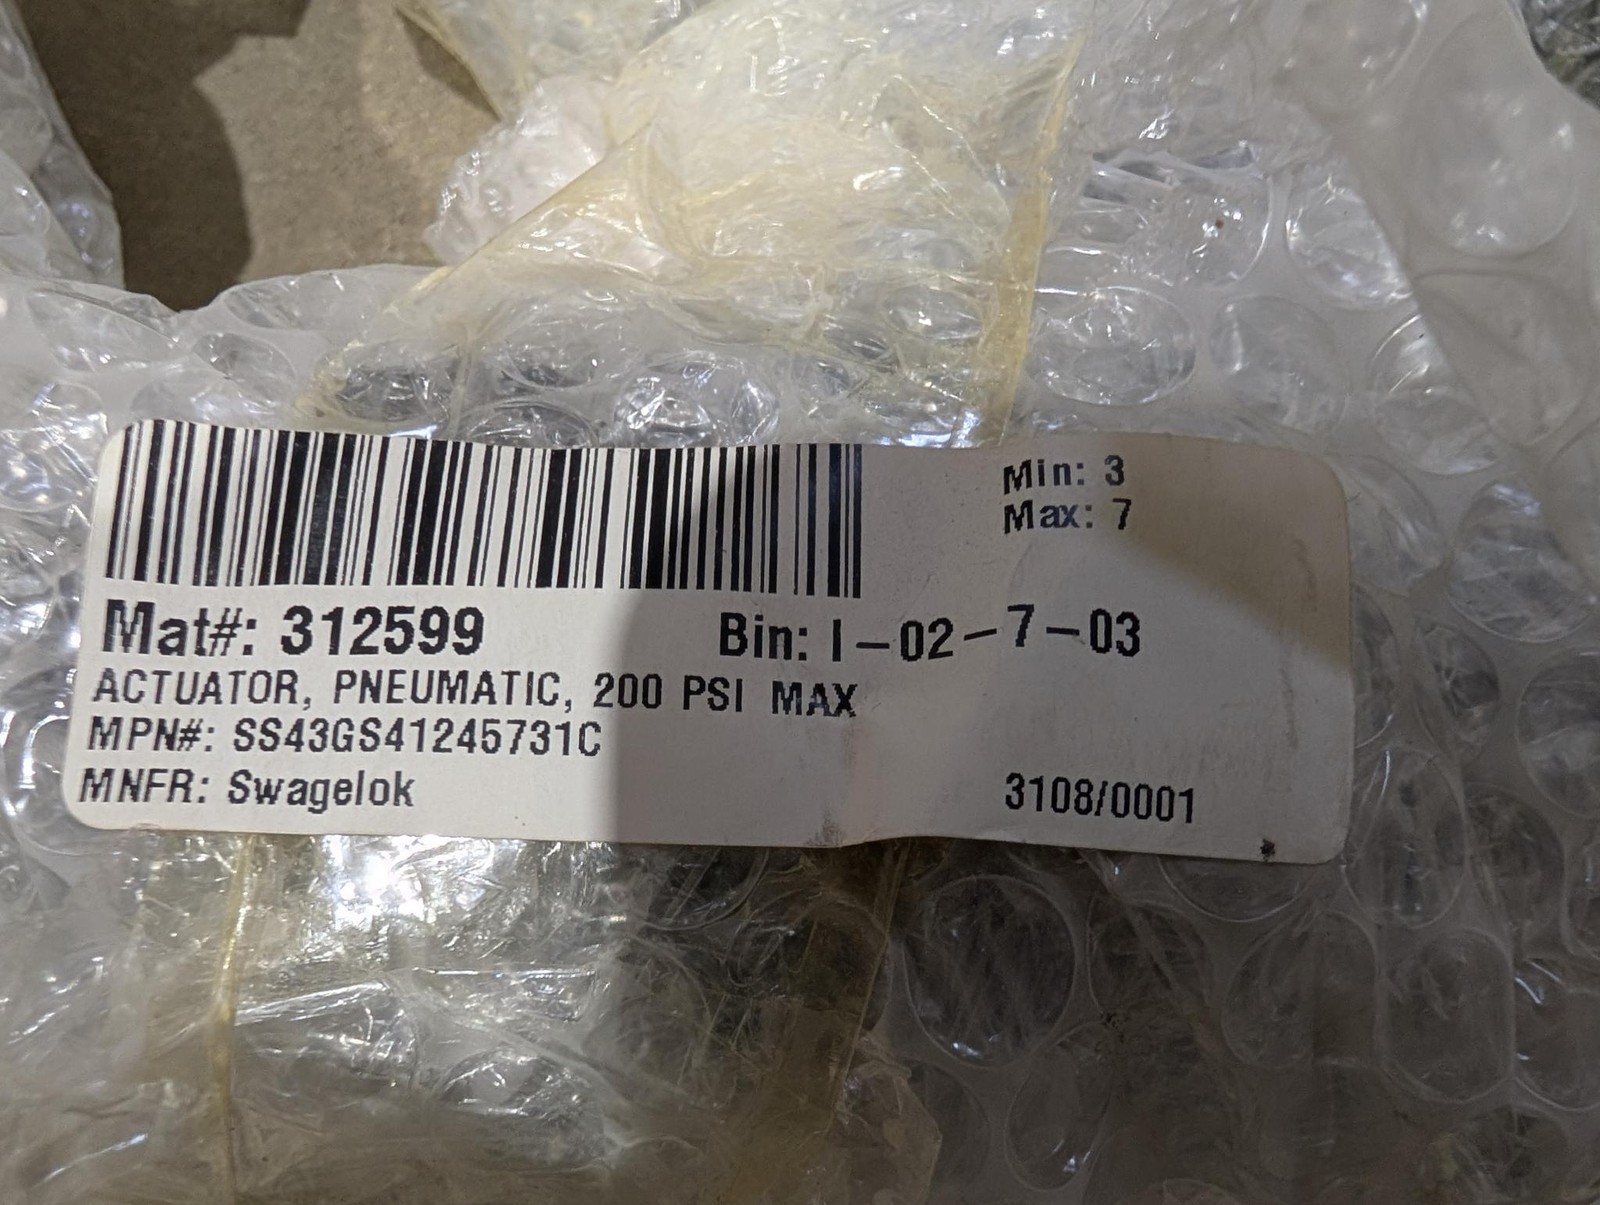 Min: 3
Max: 7
Mat#: 312599 Bin: I-02-7-03
ACTUATOR, PNEUMATIC, 200 PSI MAX
MPN#: SS43GS41245731C
MNFR: Swagelok 3108/0001